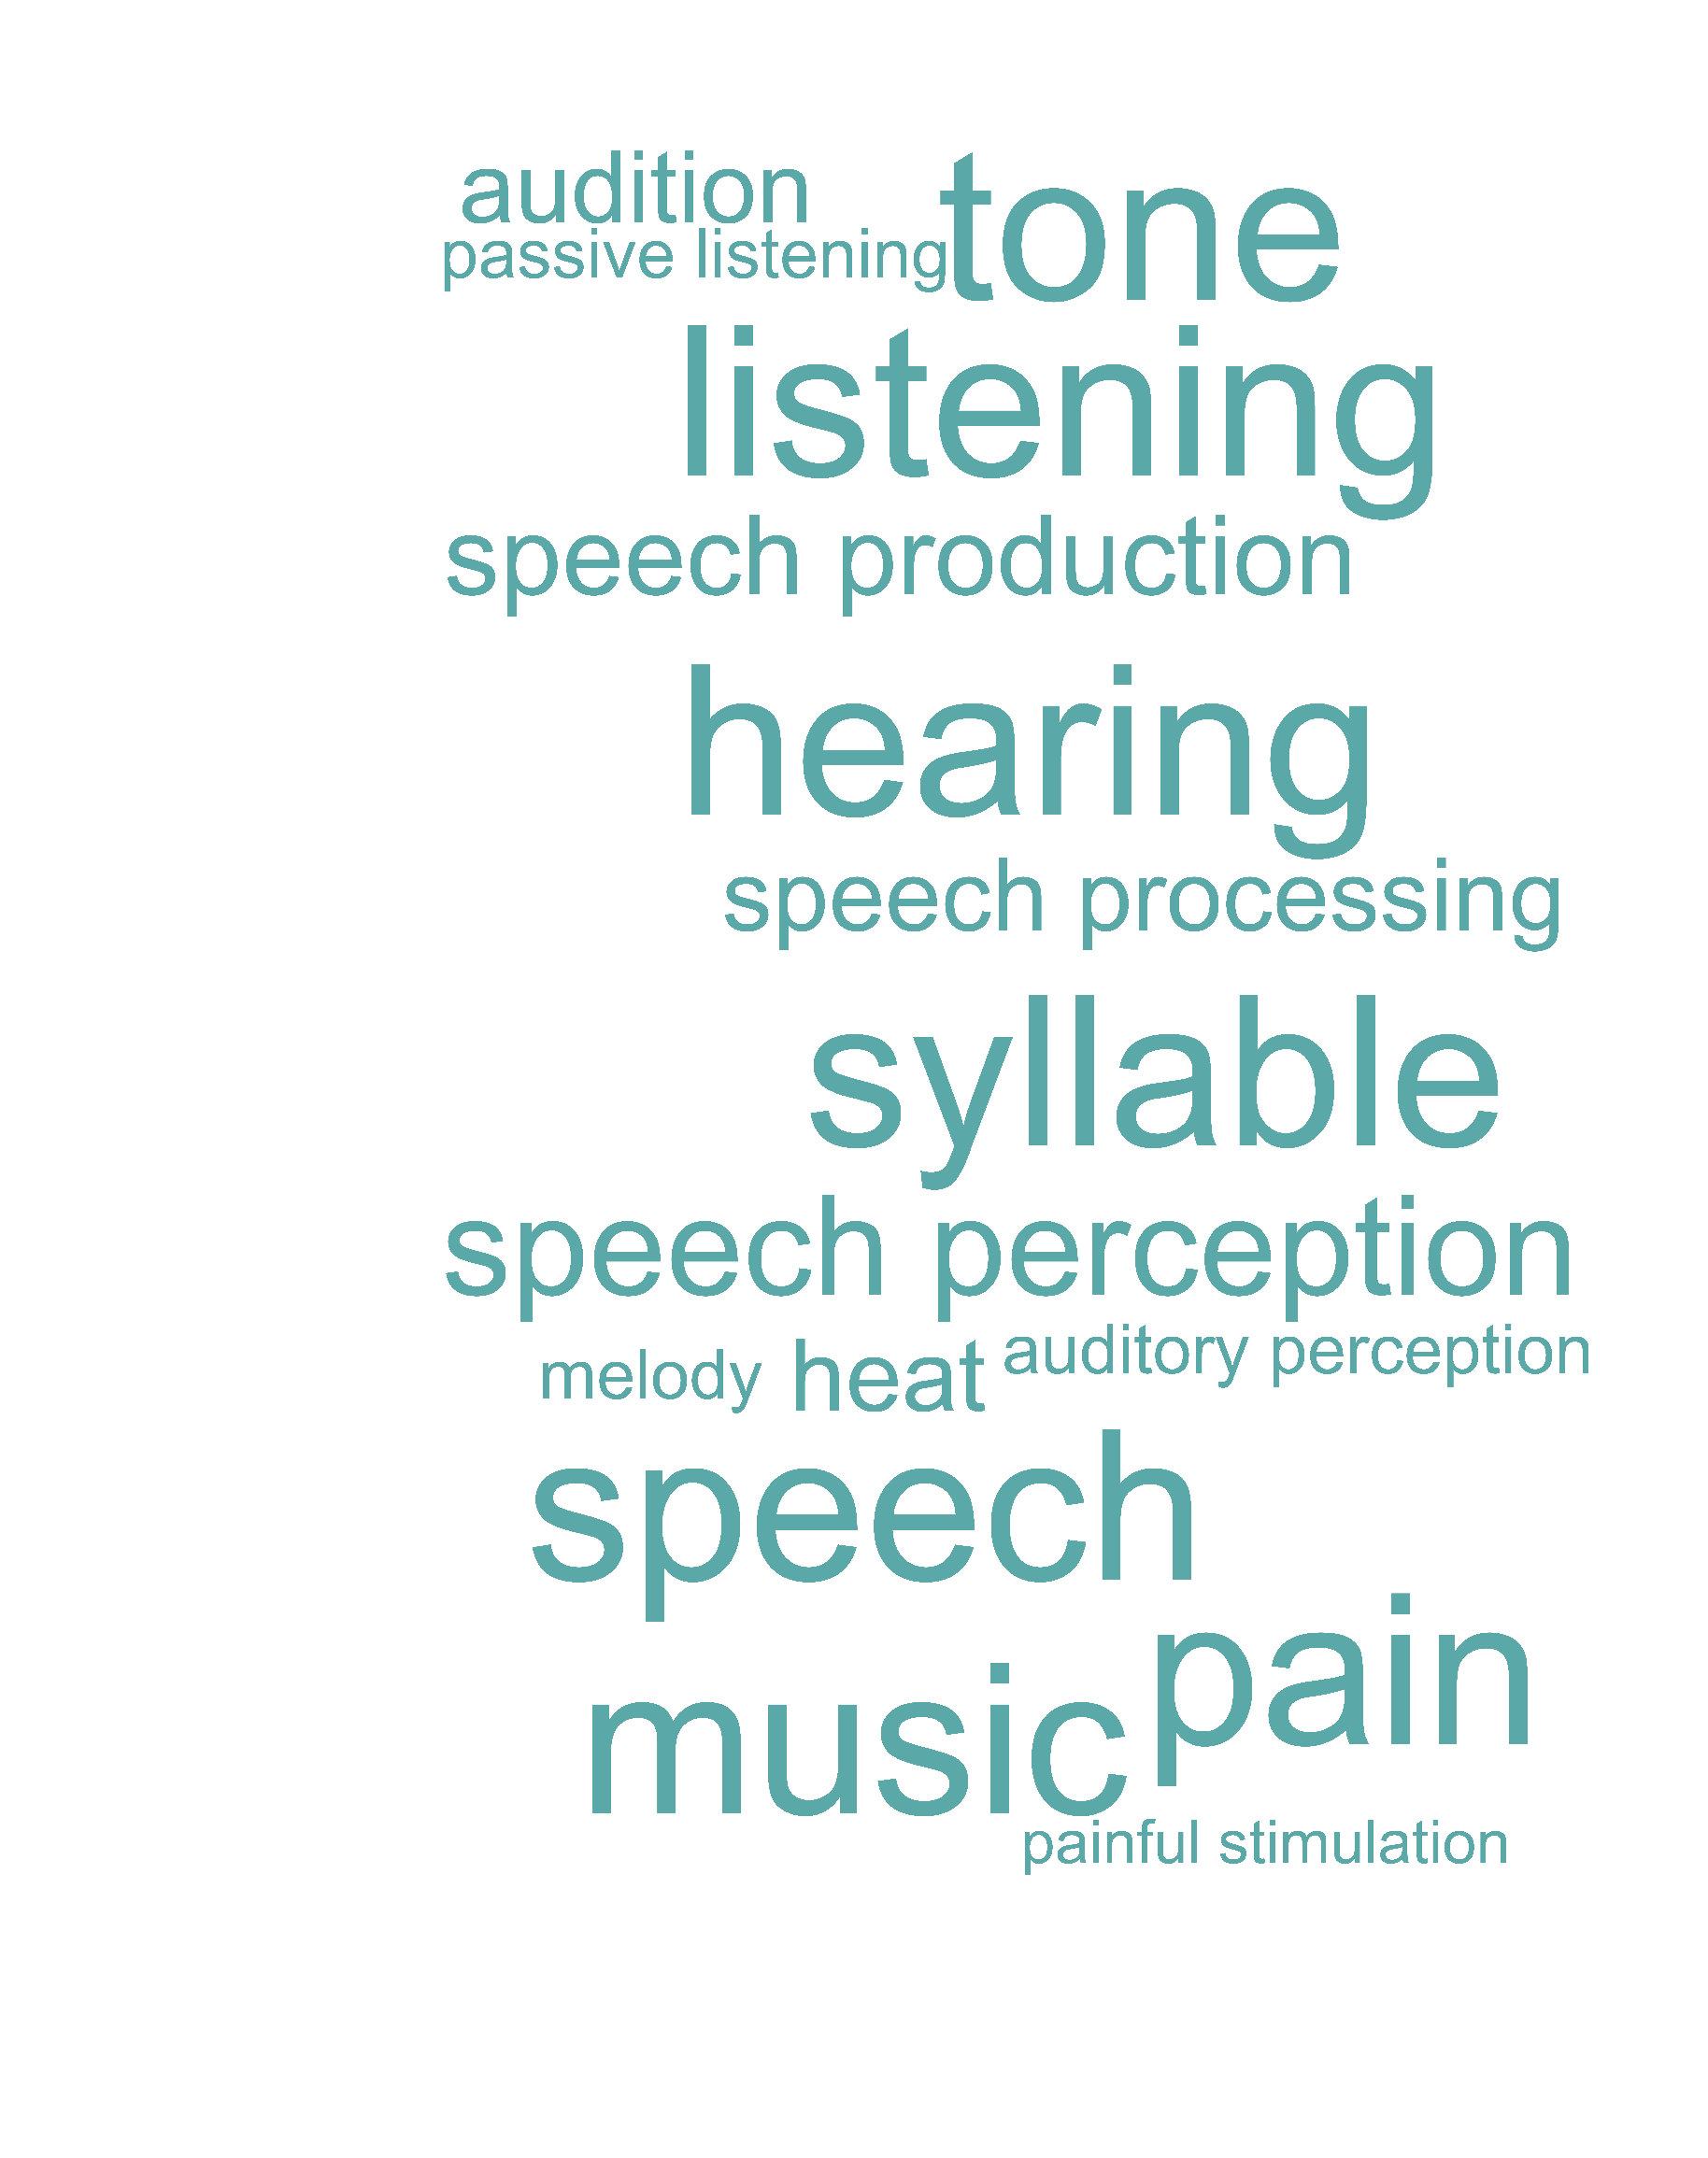 audition
tone
passive listening
listening
speech production
hearing
speech processing
syllable
speech perception
melody
heat
auditory perception
speech
pain
music
painful stimulation